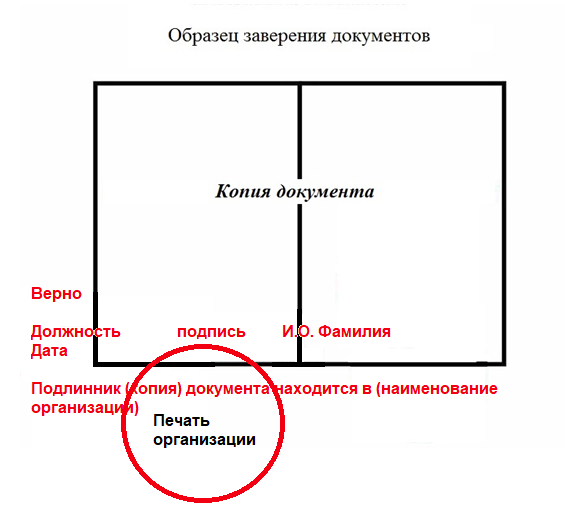 Образец заверения документов
Копия документа
Верно
Должность подпись И.О. Фамилия
Дата
Подлинник (копия) документа находится в (наименование
организации)
Печать
организации